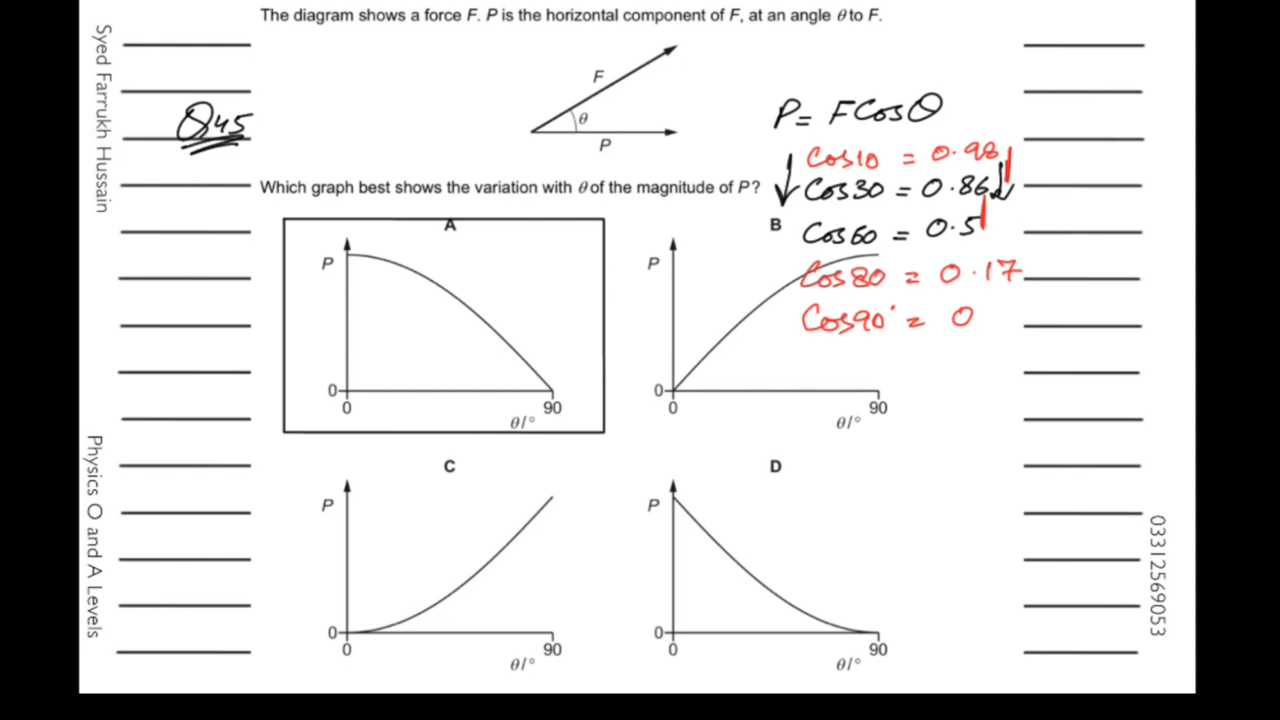 The diagram shows a force F. P is the horizontal component of F, at an angle θ to F.
Syed Farrukh Hussain
Q45
F
θ
P
P = F Cos θ
Cos 10 = 0.98
Cos 30 = 0.86
Cos 60 = 0.5
Cos 80 = 0.17
Cos 90° = 0
Which graph best shows the variation with θ of the magnitude of P?
A
P
0
0
90
θ/°
B
P
0
0
90
θ/°
C
P
0
0
90
θ/°
D
P
0
0
90
θ/°
Physics O and A Levels
03312569053